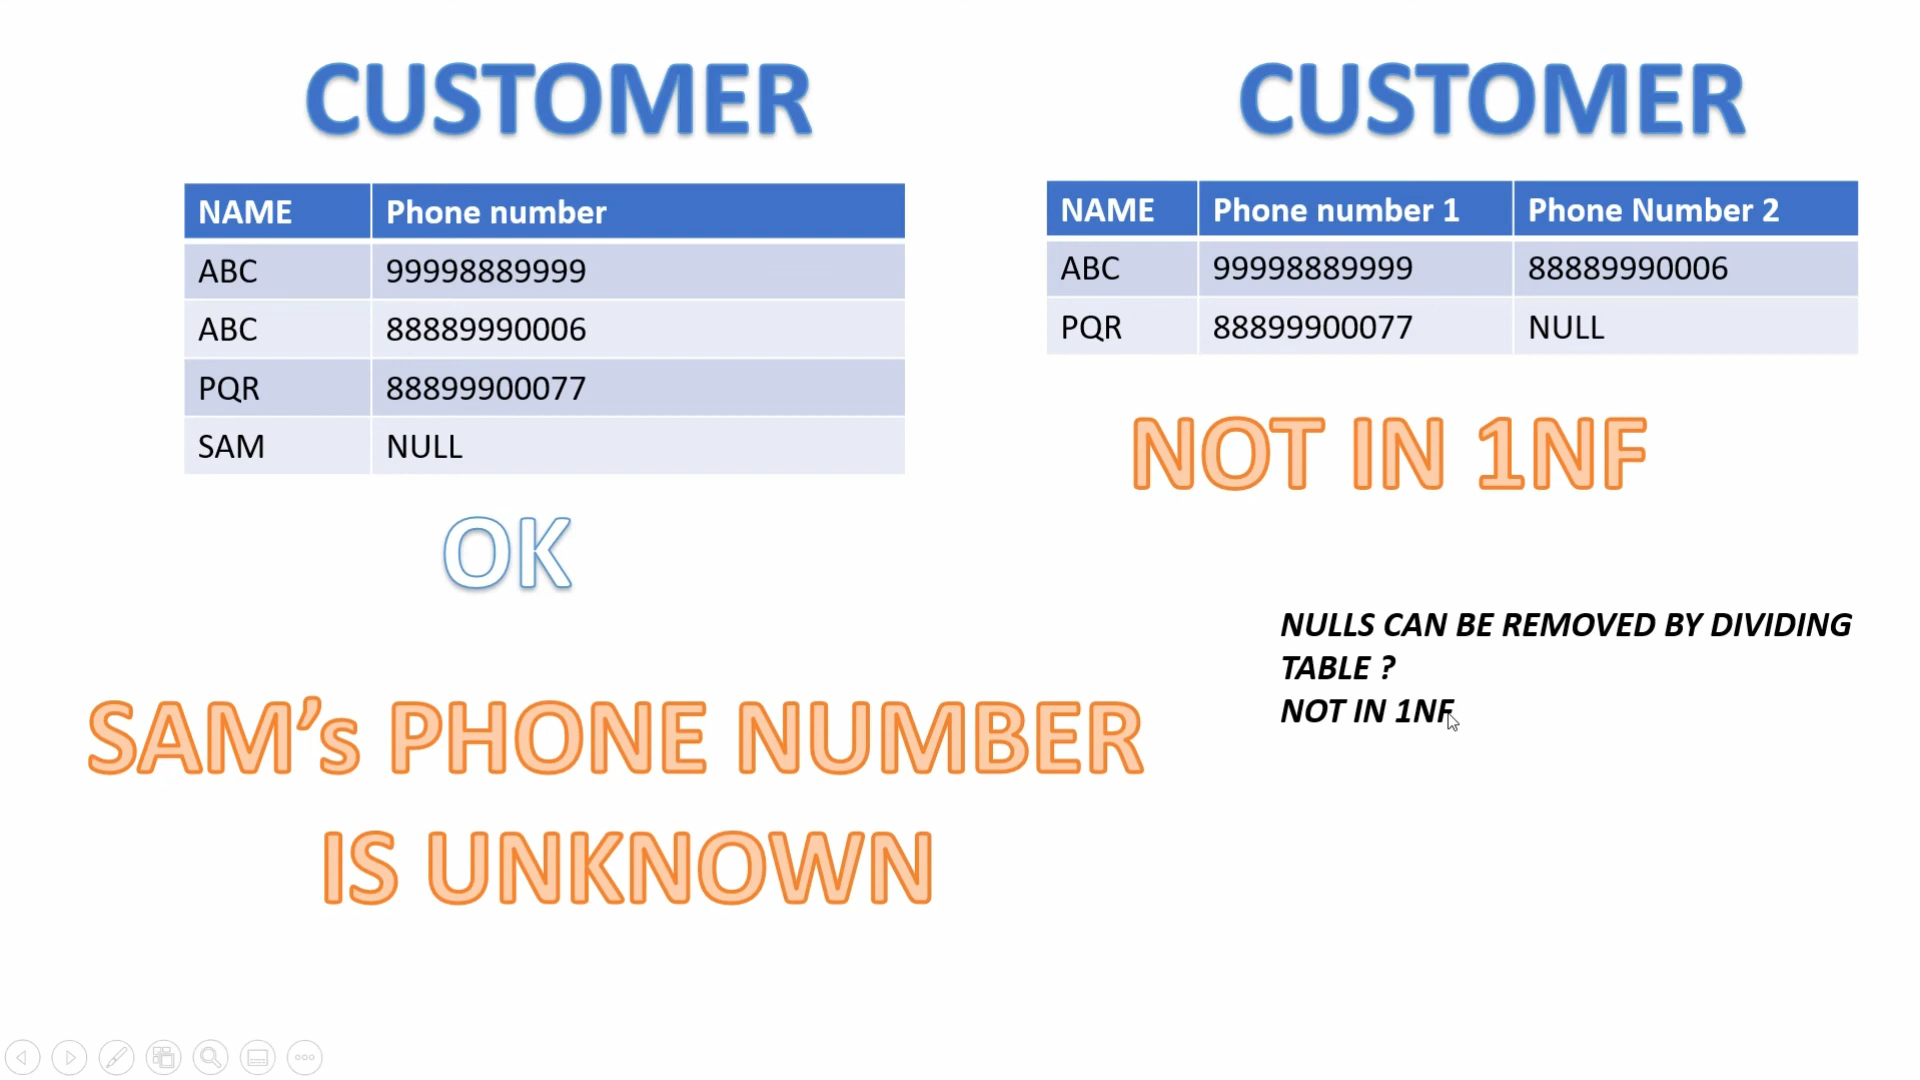 CUSTOMER
NAME Phone number
ABC 99998889999
ABC 88889990006
PQR 88899900077
SAM NULL
OK
SAM’s PHONE NUMBER
IS UNKNOWN
CUSTOMER
NAME Phone number 1 Phone Number 2
ABC 99998889999 88889990006
PQR 88899900077 NULL
NOT IN 1NF
NULLS CAN BE REMOVED BY DIVIDING
TABLE ?
NOT IN 1NF